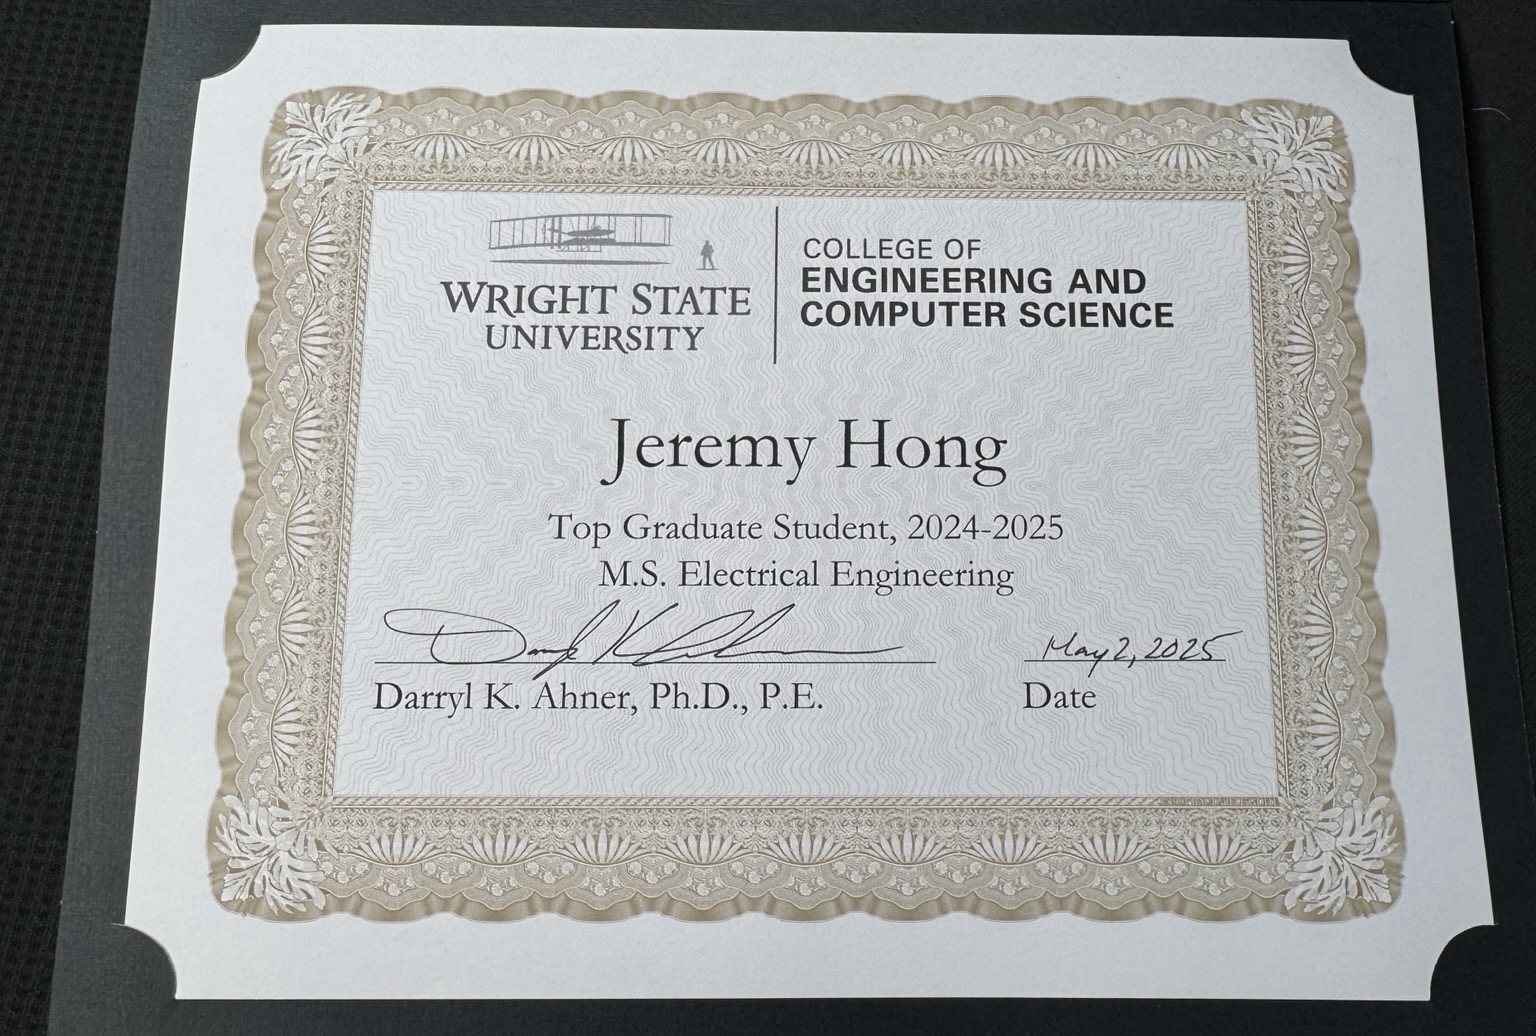 WRIGHT STATE
UNIVERSITY
COLLEGE OF
ENGINEERING AND
COMPUTER SCIENCE
Jeremy Hong
Top Graduate Student, 2024-2025
M.S. Electrical Engineering
May 2, 2025
Darryl K. Ahner, Ph.D., P.E.
Date